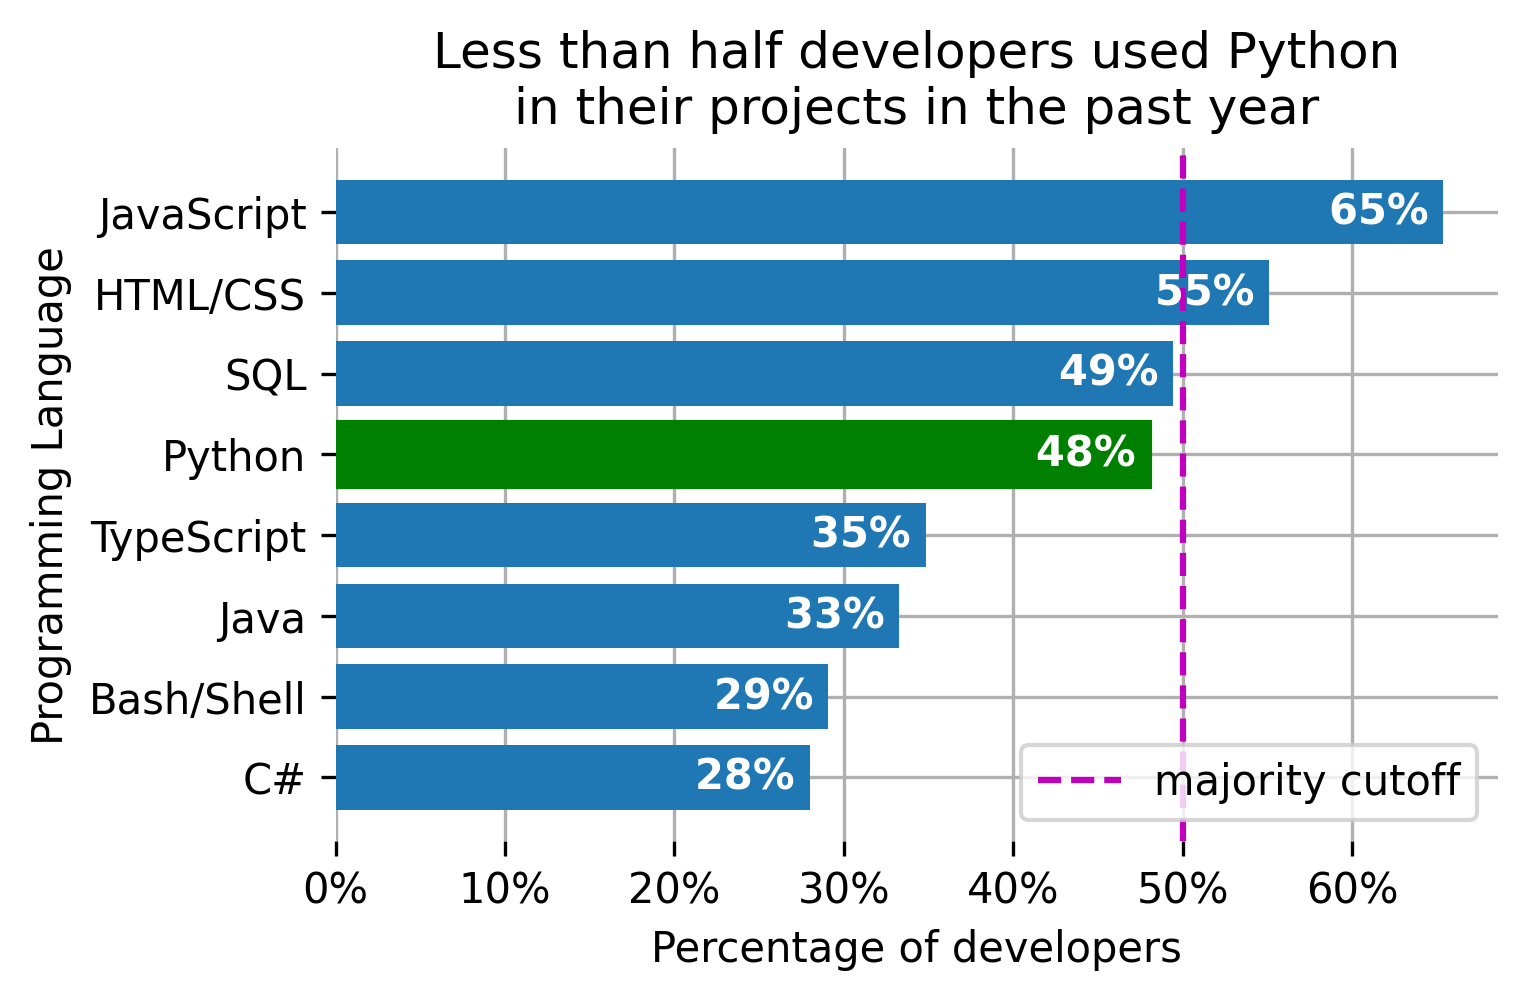 Less than half developers used Python
in their projects in the past year
Programming Language
JavaScript
65%
HTML/CSS
55%
SQL
49%
Python
48%
TypeScript
35%
Java
33%
Bash/Shell
29%
C#
28%
majority cutoff
0% 10% 20% 30% 40% 50% 60%
Percentage of developers